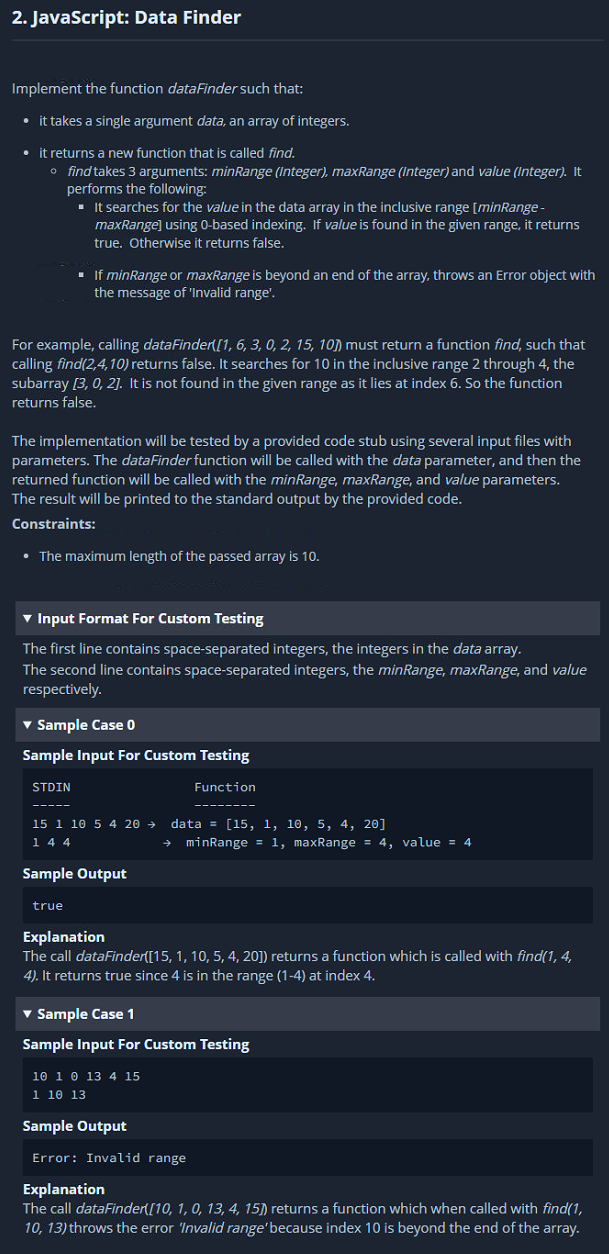 2. JavaScript: Data Finder
Implement the function dataFinder such that:
• it takes a single argument data, an array of integers.
• it returns a new function that is called find.
◦ find takes 3 arguments: minRange (Integer), maxRange (Integer) and value (Integer).  It
performs the following:
▪ It searches for the value in the data array in the inclusive range [minRange -
maxRange] using 0-based indexing.  If value is found in the given range, it returns
true.  Otherwise it returns false.
▪ If minRange or maxRange is beyond an end of the array, throws an Error object with
the message of 'Invalid range'.
For example, calling dataFinder([1, 6, 3, 0, 2, 15, 10]) must return a function find, such that
calling find(2,4,10) returns false. It searches for 10 in the inclusive range 2 through 4, the
subarray [3, 0, 2].  It is not found in the given range as it lies at index 6. So the function
returns false.
The implementation will be tested by a provided code stub using several input files with
parameters. The dataFinder function will be called with the data parameter, and then the
returned function will be called with the minRange, maxRange, and value parameters.
The result will be printed to the standard output by the provided code.
Constraints:
• The maximum length of the passed array is 10.
▼ Input Format For Custom Testing
The first line contains space-separated integers, the integers in the data array.
The second line contains space-separated integers, the minRange, maxRange, and value
respectively.
▼ Sample Case 0
Sample Input For Custom Testing
STDIN                Function
-----                --------
15 1 10 5 4 20 →  data = [15, 1, 10, 5, 4, 20]
1 4 4            →  minRange = 1, maxRange = 4, value = 4
Sample Output
true
Explanation
The call dataFinder([15, 1, 10, 5, 4, 20]) returns a function which is called with find(1, 4,
4). It returns true since 4 is in the range (1-4) at index 4.
▼ Sample Case 1
Sample Input For Custom Testing
10 1 0 13 4 15
1 10 13
Sample Output
Error: Invalid range
Explanation
The call dataFinder([10, 1, 0, 13, 4, 15]) returns a function which when called with find(1,
10, 13) throws the error 'Invalid range' because index 10 is beyond the end of the array.